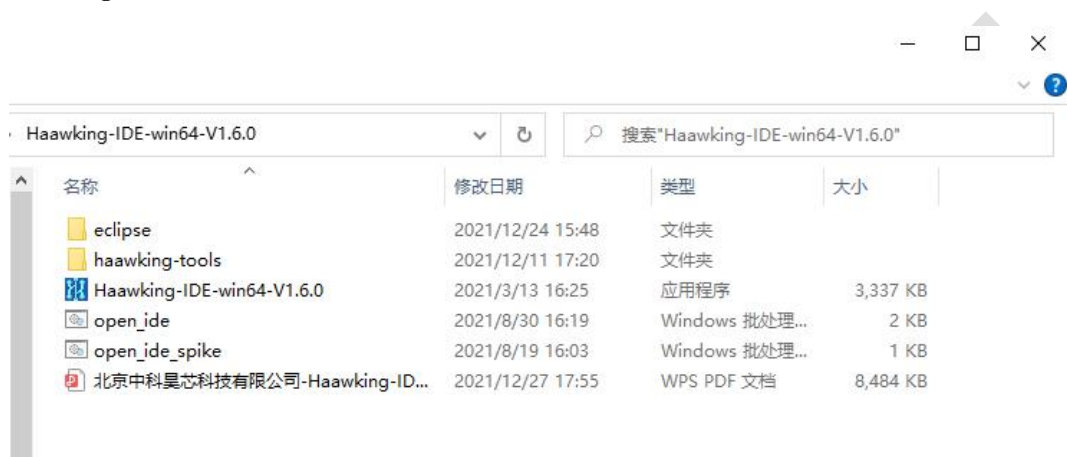 Haawking-IDE-win64-V1.6.0 搜索"Haawking-IDE-win64-V1.6.0"
名称 修改日期 类型 大小
eclipse 2021/12/24 15:48 文件夹
haawking-tools 2021/12/11 17:20 文件夹
Haawking-IDE-win64-V1.6.0 2021/3/13 16:25 应用程序 3,337 KB
open_ide 2021/8/30 16:19 Windows 批处理... 2 KB
open_ide_spike 2021/8/19 16:03 Windows 批处理... 1 KB
北京中科昊芯科技有限公司-Haawking-ID... 2021/12/27 17:55 WPS PDF 文档 8,484 KB